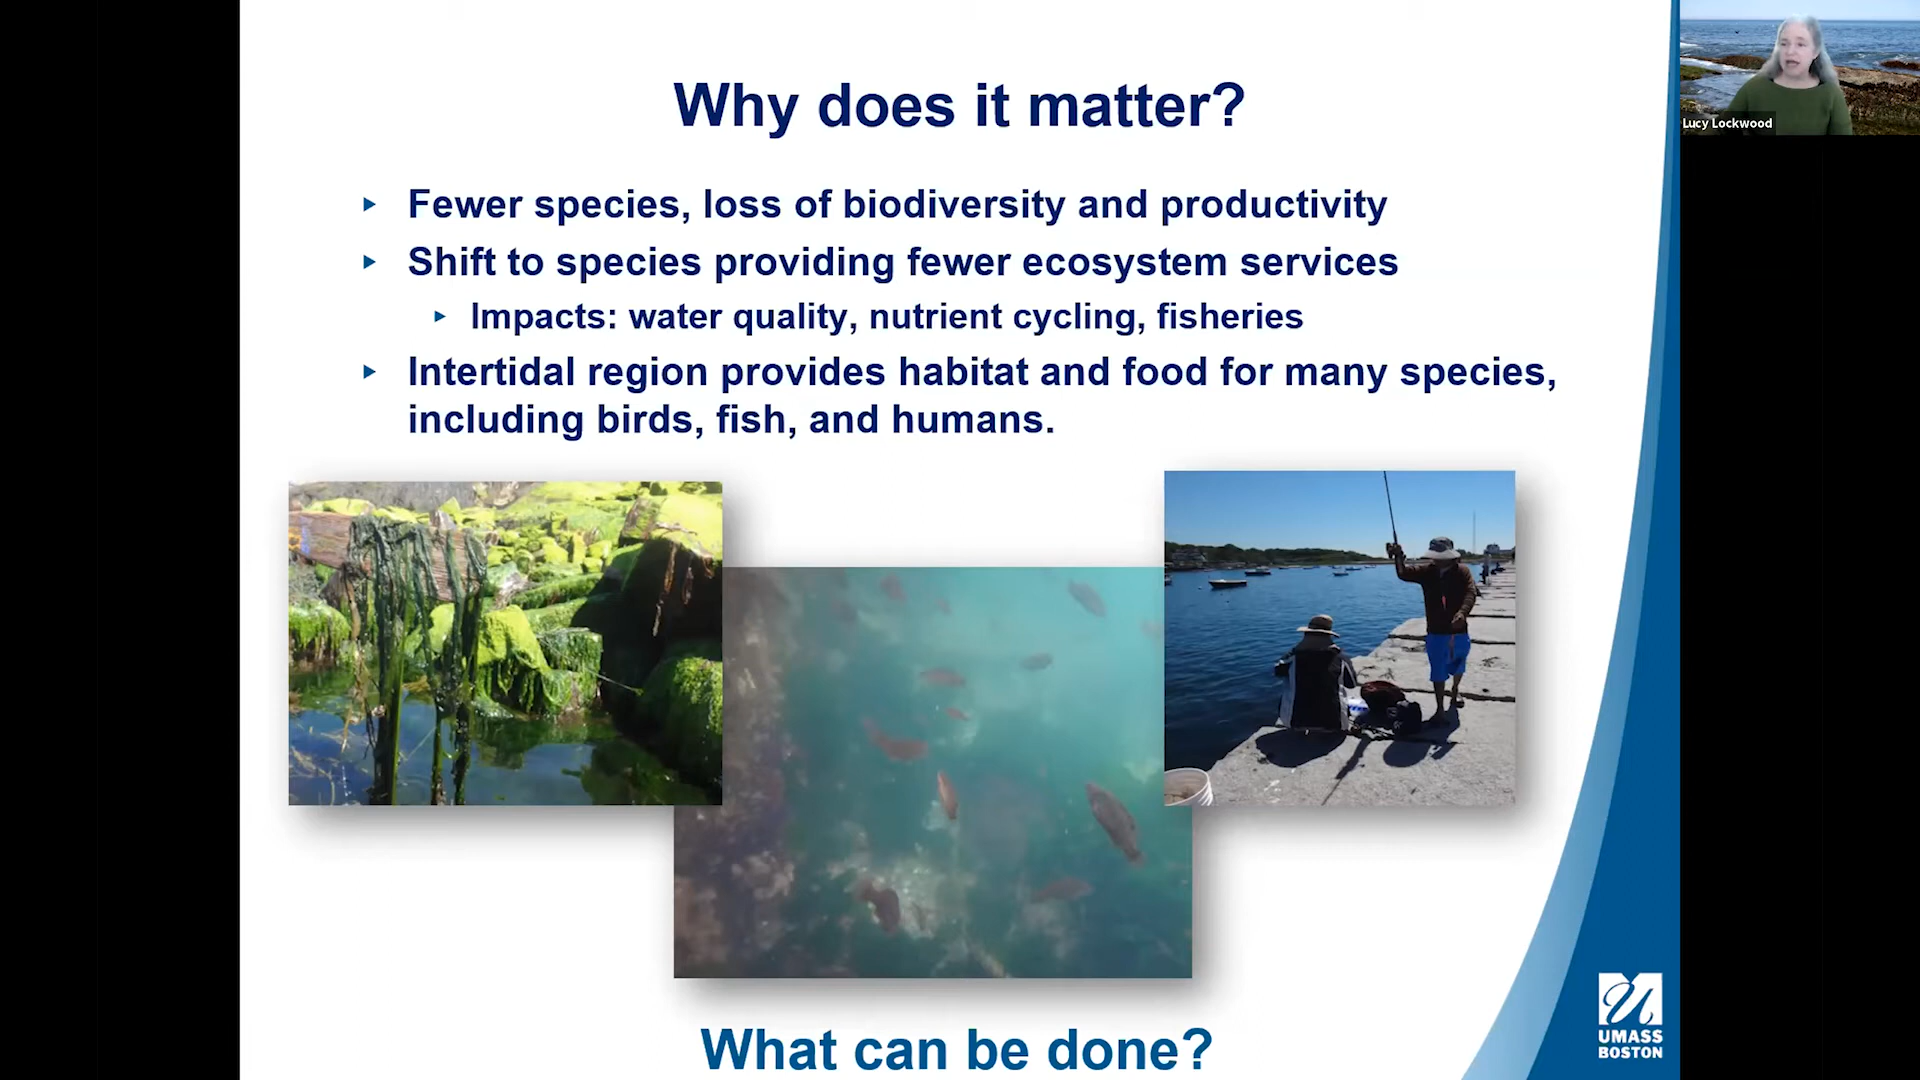 Why does it matter?
Lucy Lockwood
Fewer species, loss of biodiversity and productivity
Shift to species providing fewer ecosystem services
Impacts: water quality, nutrient cycling, fisheries
Intertidal region provides habitat and food for many species,
including birds, fish, and humans.
What can be done?
UMASS
BOSTON